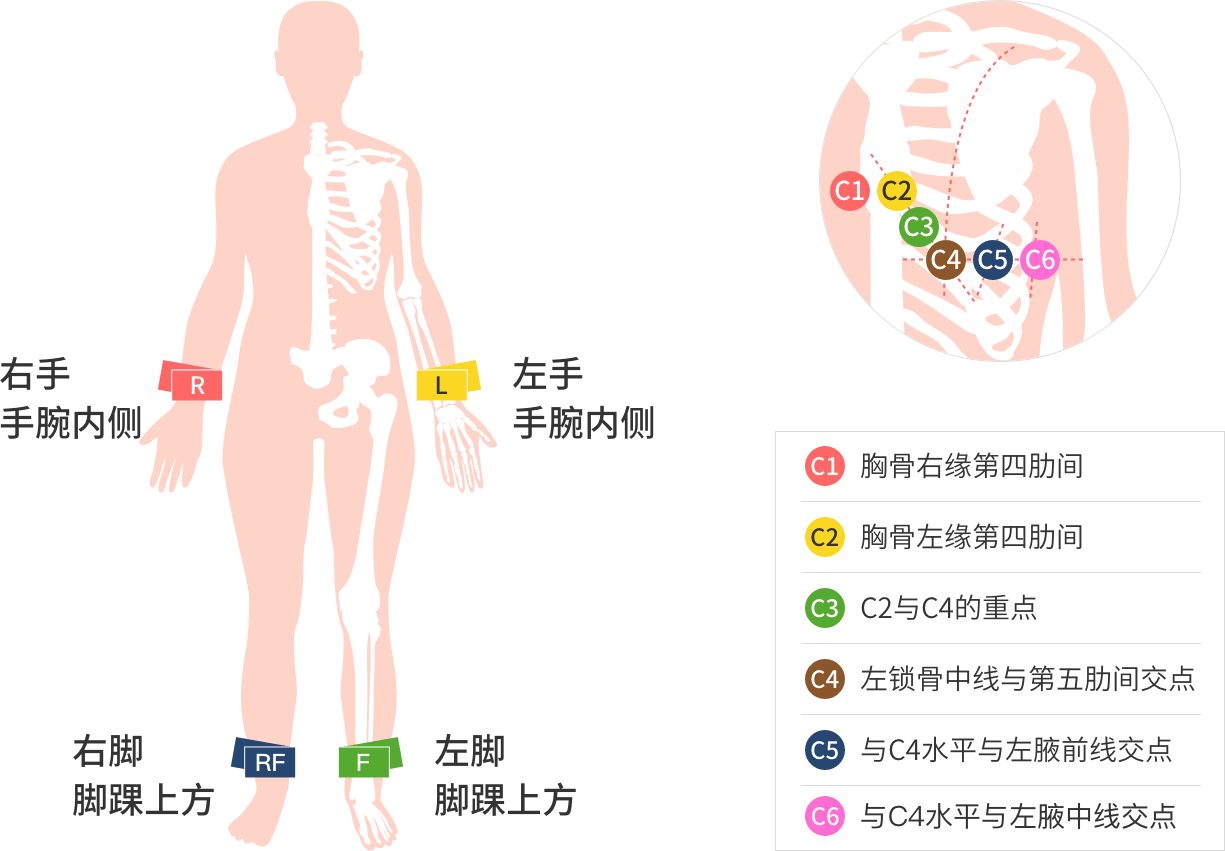 C1
C2
C3
C4
C5
C6
右手
手腕内侧
R
L
左手
手腕内侧
C1 胸骨右缘第四肋间
C2 胸骨左缘第四肋间
C3 C2与C4的重点
C4 左锁骨中线与第五肋间交点
C5 与C4水平与左腋前线交点
C6 与C4水平与左腋中线交点
右脚
脚踝上方
RF
F
左脚
脚踝上方